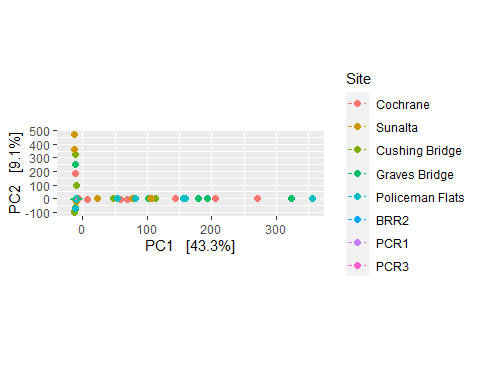 PC2 [9.1%]
500
400
300
200
100
0
-100
0 100 200 300
PC1 [43.3%]
Site
Cochrane
Sunalta
Cushing Bridge
Graves Bridge
Policeman Flats
BRR2
PCR1
PCR3